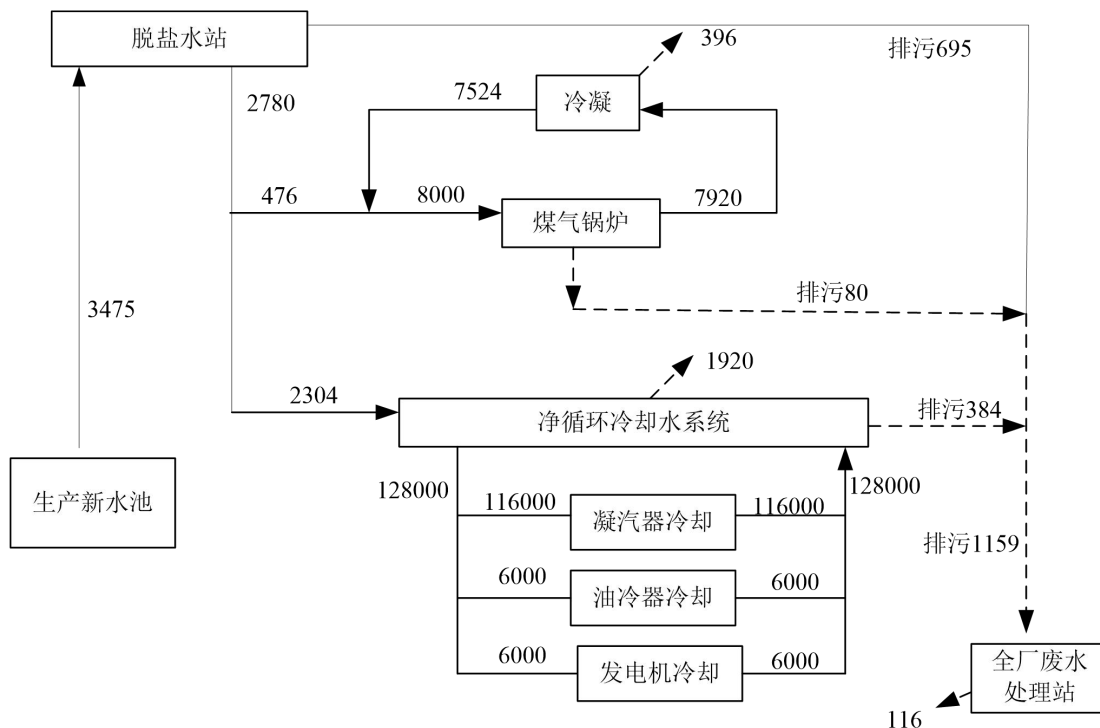 脱盐水站
396
排污695
7524
冷凝
2780
476
8000
煤气锅炉
7920
排污80
3475
1920
2304
净循环冷却水系统
排污384
生产新水池
128000
116000
凝汽器冷却
116000
128000
排污1159
6000
油冷器冷却
6000
6000
发电机冷却
6000
全厂废水
处理站
116